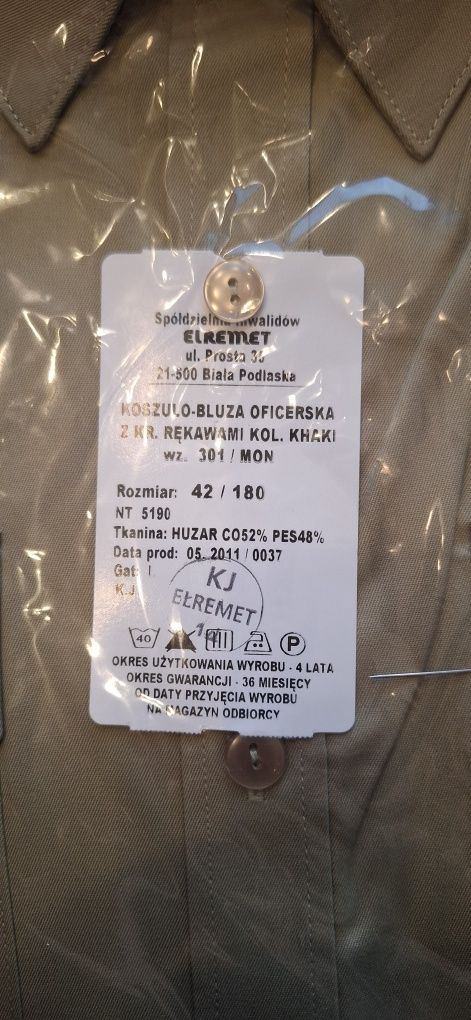 Spółdzielnia Inwalidów
ELREMET
ul. Prosta
21-500 Biała Podlaska
KOSZULO-BLUZA OFICERSKA
Z KR. RĘKAWAMI KOL. KHAKI
wz. 301 / MON
Rozmiar: 42 / 180
NT 5190
Tkanina: HUZAR CO52% PES48%
Data prod: 05. 2011 / 0037
Gat: I
K.J.
KJ
EŁREMET
40
P
OKRES UŻYTKOWANIA WYROBU - 4 LATA
OKRES GWARANCJI - 36 MIESIĘCY
OD DATY PRZYJĘCIA WYROBU
NA MAGAZYN ODBIORCY